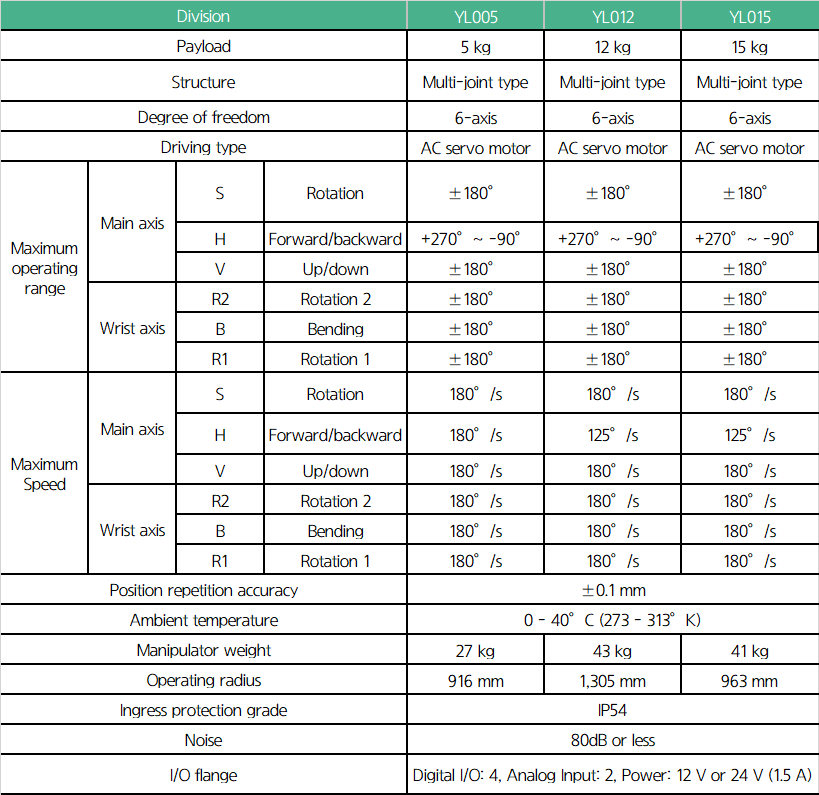 Division YL005 YL012 YL015
Payload 5 kg 12 kg 15 kg
Structure Multi-joint type Multi-joint type Multi-joint type
Degree of freedom 6-axis 6-axis 6-axis
Driving type AC servo motor AC servo motor AC servo motor
Maximum
operating
range
Main axis
S Rotation ±180° ±180° ±180°
H Forward/backward +270° ~ -90° +270° ~ -90° +270° ~ -90°
V Up/down ±180° ±180° ±180°
Wrist axis
R2 Rotation 2 ±180° ±180° ±180°
B Bending ±180° ±180° ±180°
R1 Rotation 1 ±180° ±180° ±180°
Maximum
Speed
Main axis
S Rotation 180° /s 180° /s 180° /s
H Forward/backward 180° /s 125° /s 125° /s
V Up/down 180° /s 180° /s 180° /s
Wrist axis
R2 Rotation 2 180° /s 180° /s 180° /s
B Bending 180° /s 180° /s 180° /s
R1 Rotation 1 180° /s 180° /s 180° /s
Position repetition accuracy ±0.1 mm
Ambient temperature 0 - 40° C (273 - 313° K)
Manipulator weight 27 kg 43 kg 41 kg
Operating radius 916 mm 1,305 mm 963 mm
Ingress protection grade IP54
Noise 80dB or less
I/O flange Digital I/O: 4, Analog Input: 2, Power: 12 V or 24 V (1.5 A)